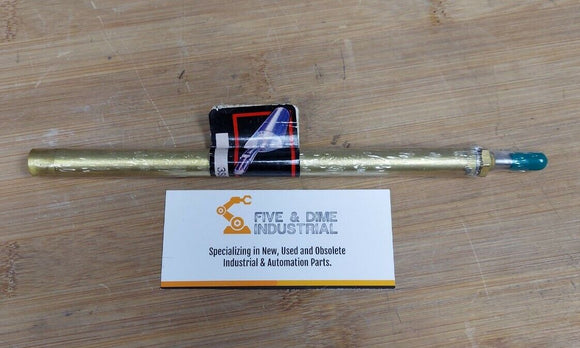 FIVE & DIME
INDUSTRIAL
Specializing in New, Used and Obsolete
Industrial & Automation Parts.